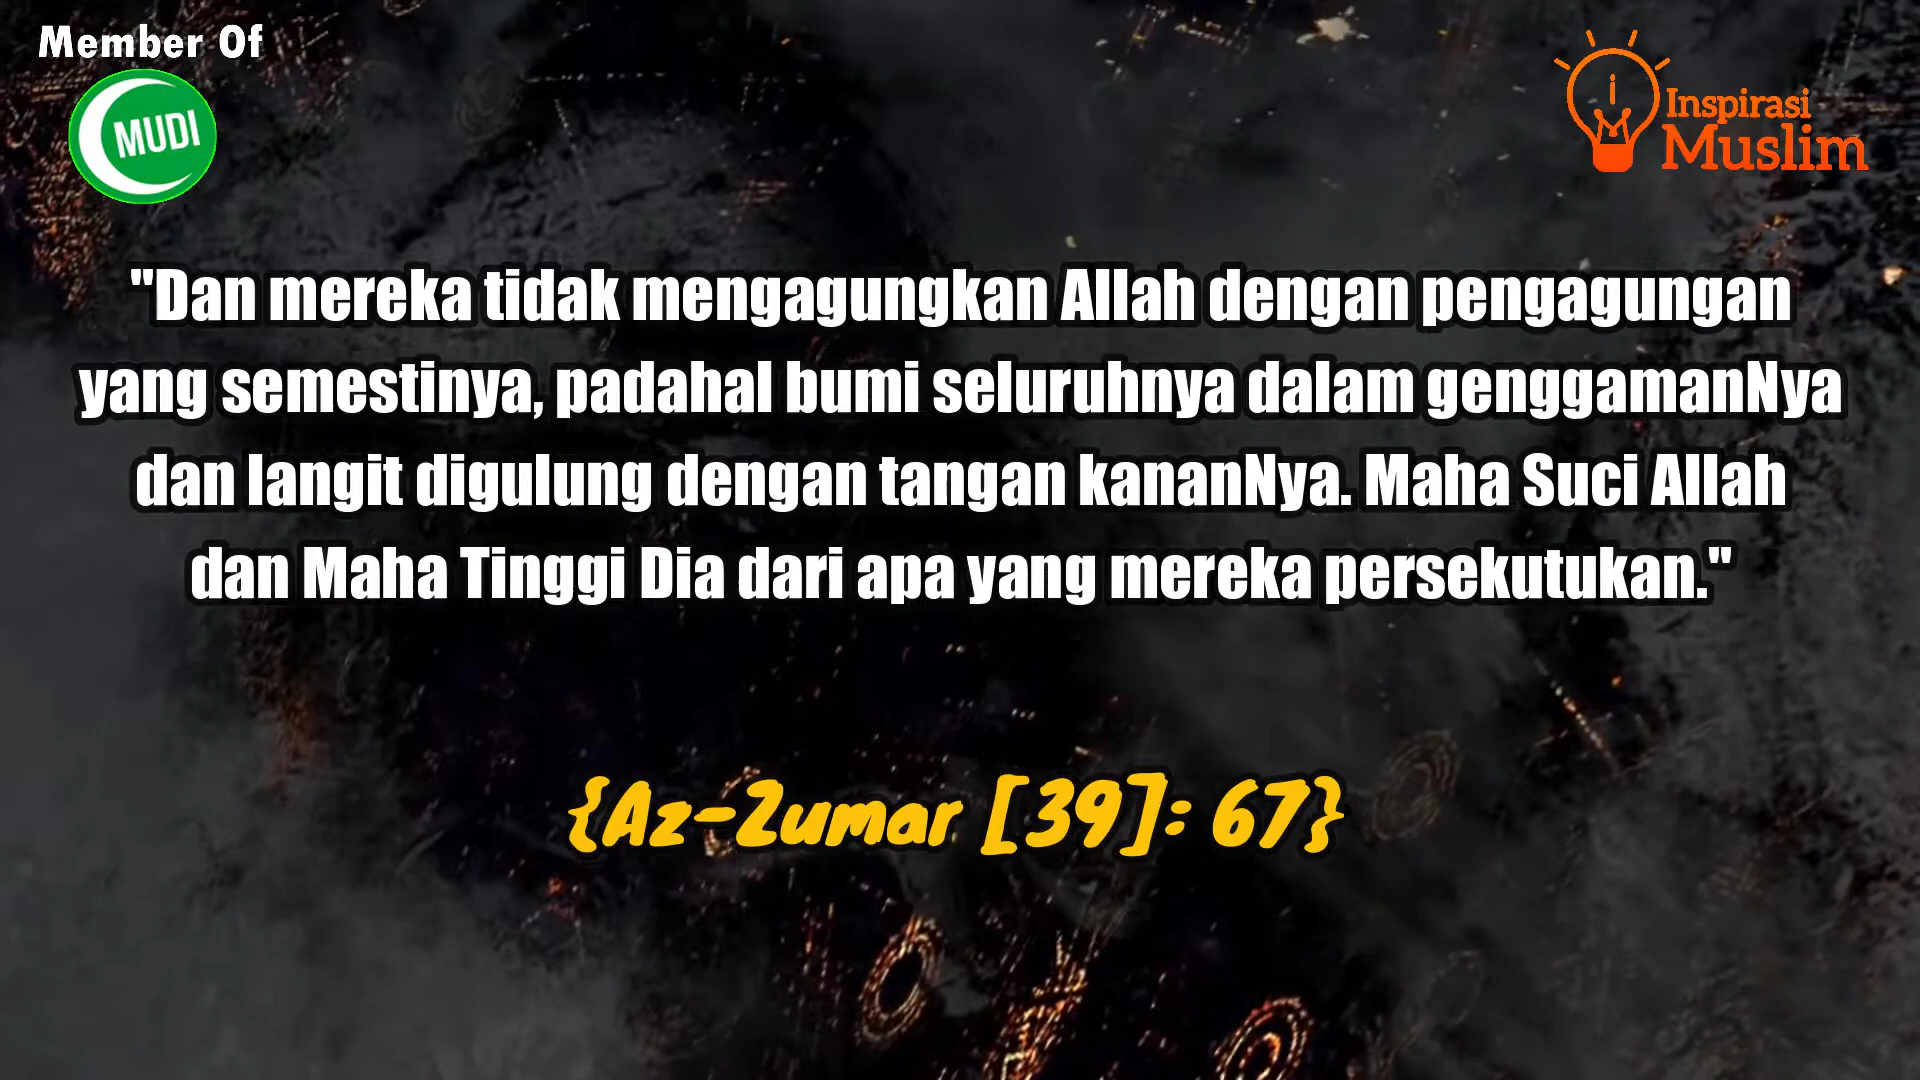 Member Of
MUDI
Inspirasi
Muslim
"Dan mereka tidak mengagungkan Allah dengan pengagungan
yang semestinya, padahal bumi seluruhnya dalam genggamanNya
dan langit digulung dengan tangan kananNya. Maha Suci Allah
dan Maha Tinggi Dia dari apa yang mereka persekutukan."
{Az-Zumar [39]: 67}